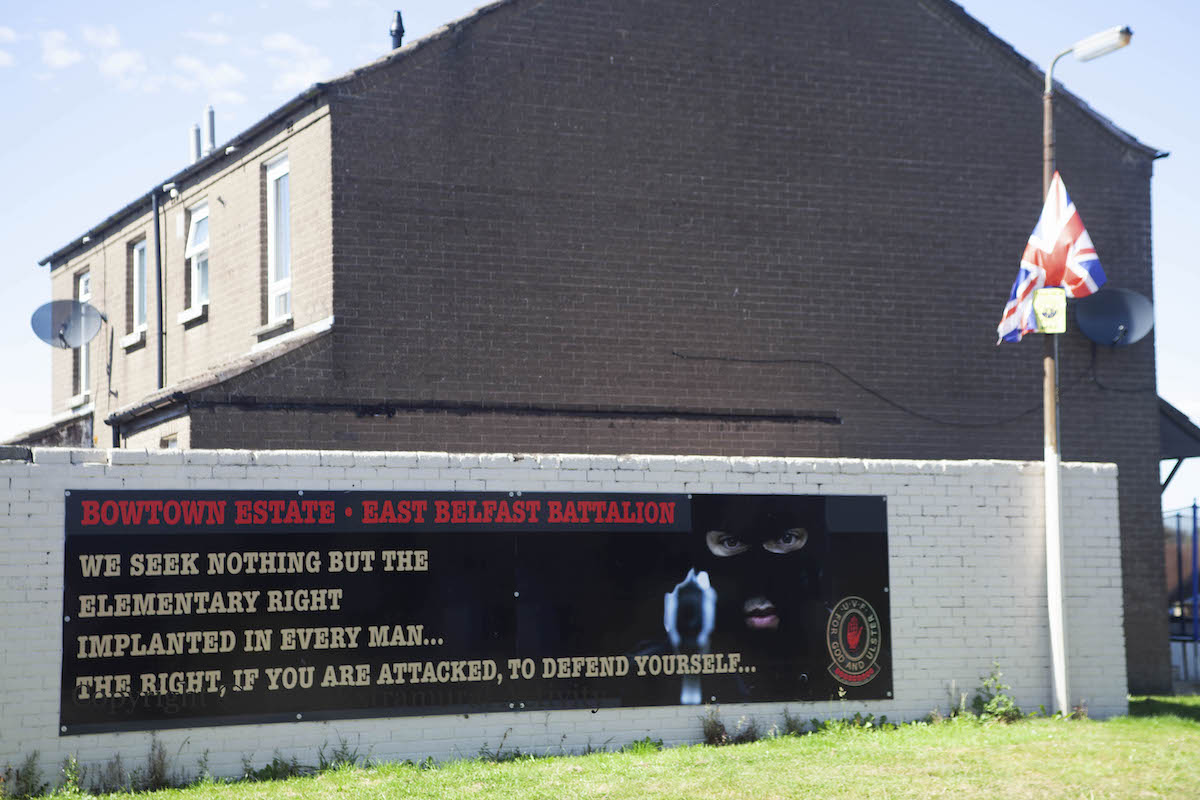 BOWTOWN ESTATE • EAST BELFAST BATTALION
WE SEEK NOTHING BUT THE
ELEMENTARY RIGHT
IMPLANTED IN EVERY MAN...
THE RIGHT, IF YOU ARE ATTACKED, TO DEFEND YOURSELF...
U.V.F
FOR GOD AND ULSTER
Copyright